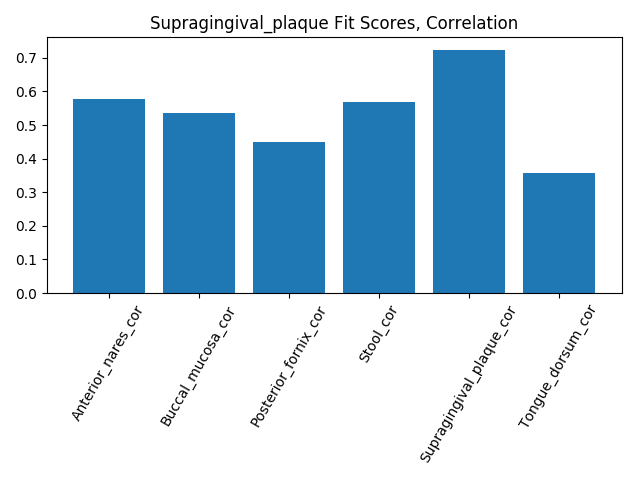 Supragingival_plaque Fit Scores, Correlation
0.7
0.6
0.5
0.4
0.3
0.2
0.1
0.0
Anterior_nares_cor
Buccal_mucosa_cor
Posterior_fornix_cor
Stool_cor
Supragingival_plaque_cor
Tongue_dorsum_cor